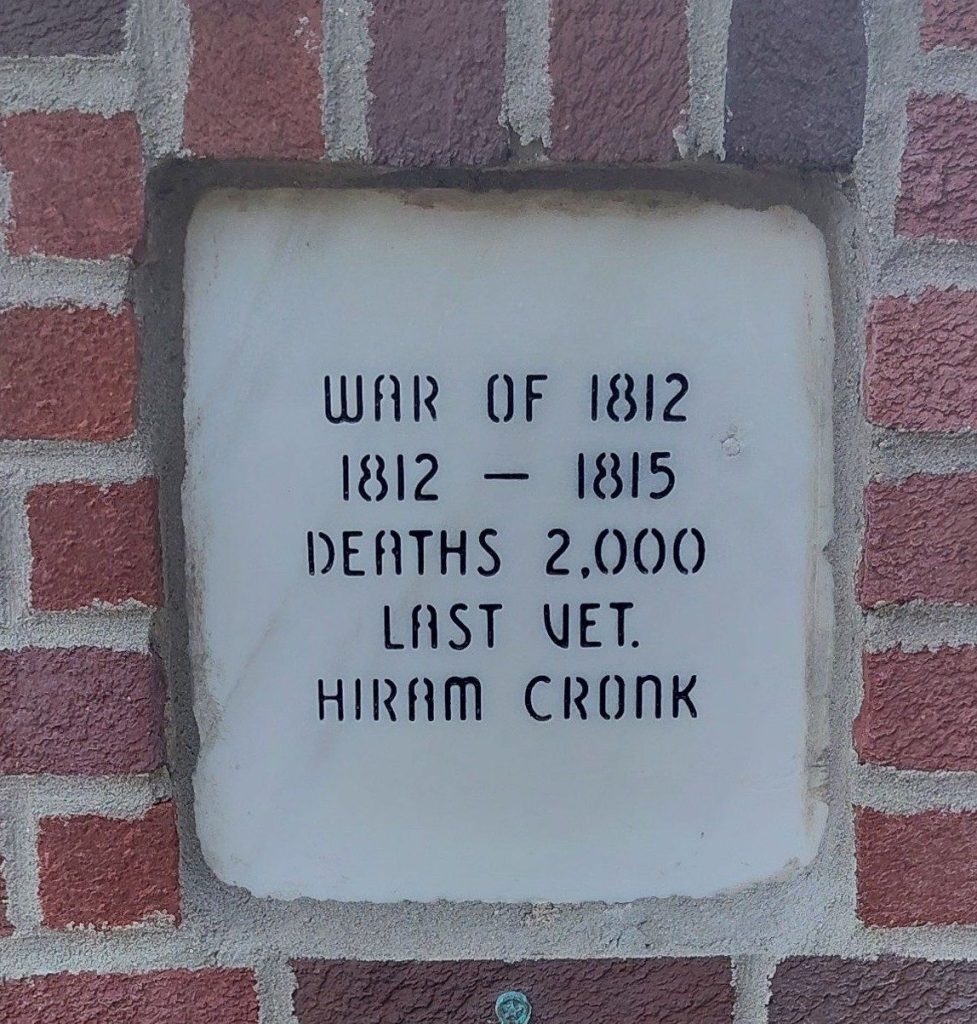 WAR OF 1812
1812 — 1815
DEATHS 2,000
LAST VET.
HIRAM CRONK